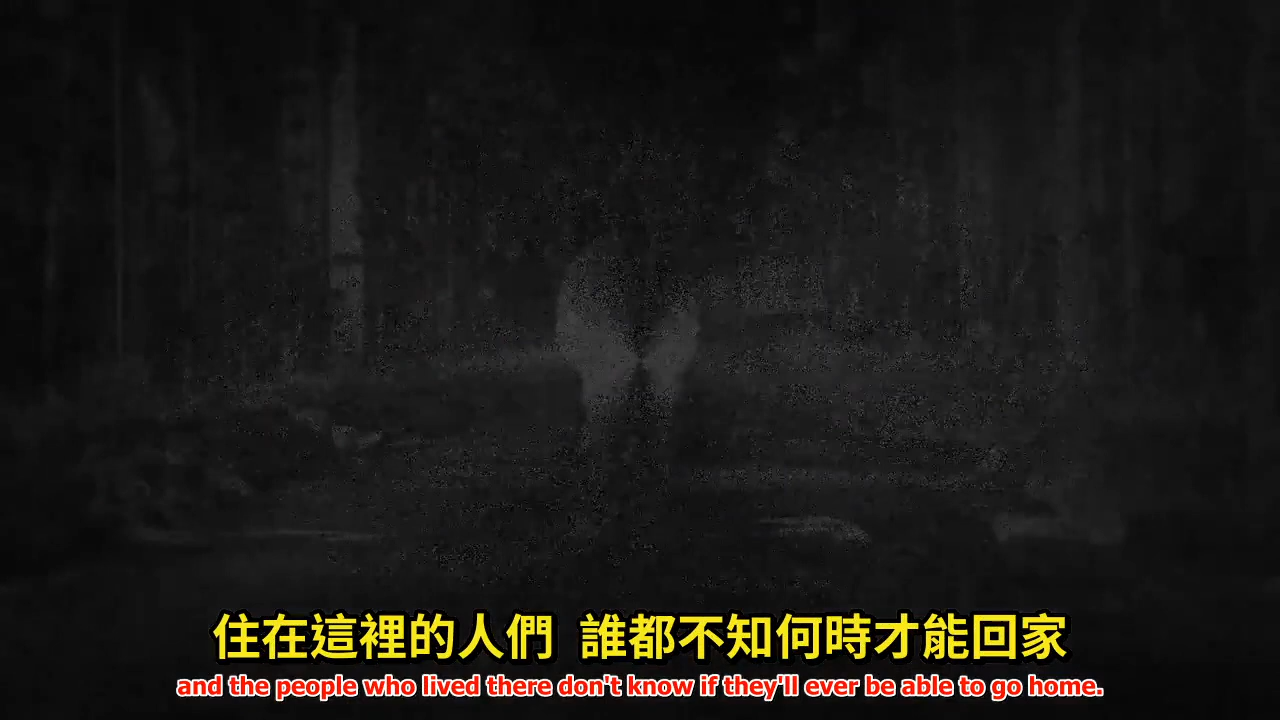 住在這裡的人們 誰都不知何時才能回家
and the people who lived there don't know if they'll ever be able to go home.